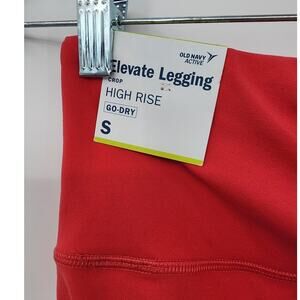 OLD NAVY
ACTIVE
Elevate Legging
CROP
HIGH RISE
GO-DRY
S